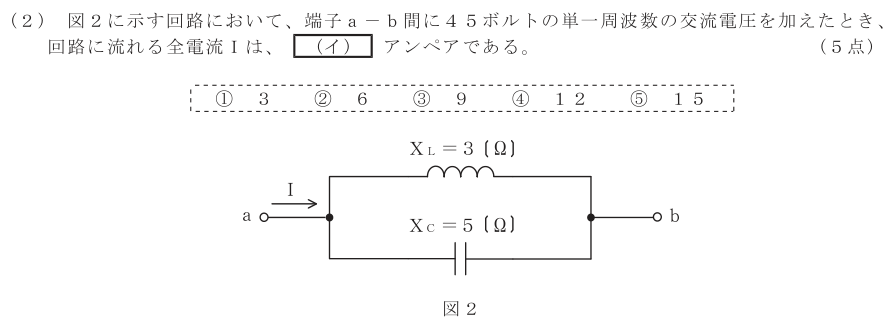 （２） 図２に示す回路において、端子ａ－ｂ間に４５ボルトの単一周波数の交流電圧を加えたとき、
回路に流れる全電流Ｉは、 （イ） アンペアである。 （５点）
① ３ ② ６ ③ ９ ④ １２ ⑤ １５
ＸL＝３〔Ω〕
Ｉ
ａ
ｂ
ＸC＝５〔Ω〕
図２